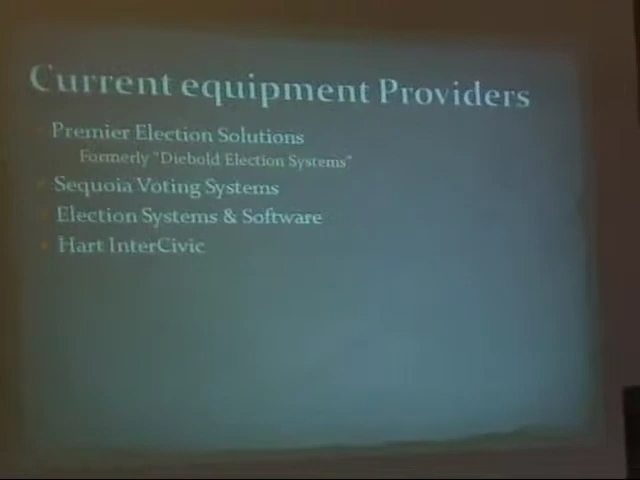 Current equipment Providers
Premier Election Solutions
Formerly "Diebold Election Systems"
Sequoia Voting Systems
Election Systems & Software
Hart InterCivic